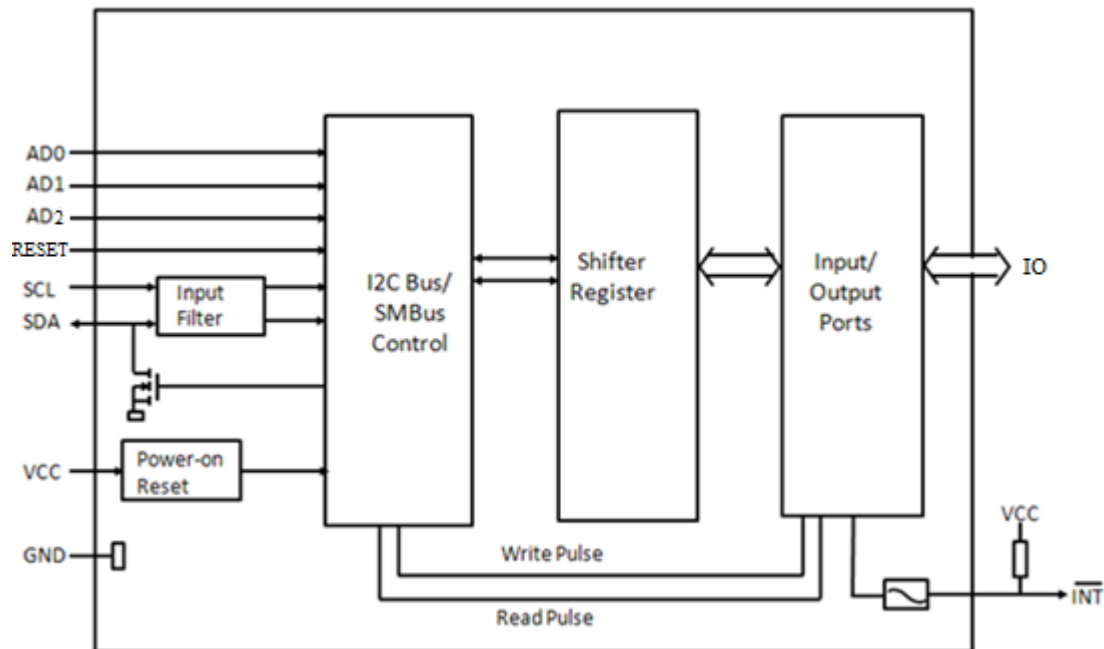 AD0
AD1
AD2
RESET
SCL
SDA
Input
Filter
I2C Bus/
SMBus
Control
Shifter
Register
Input/
Output
Ports
IO
VCC
Power-on
Reset
GND
Write Pulse
Read Pulse
VCC
INT